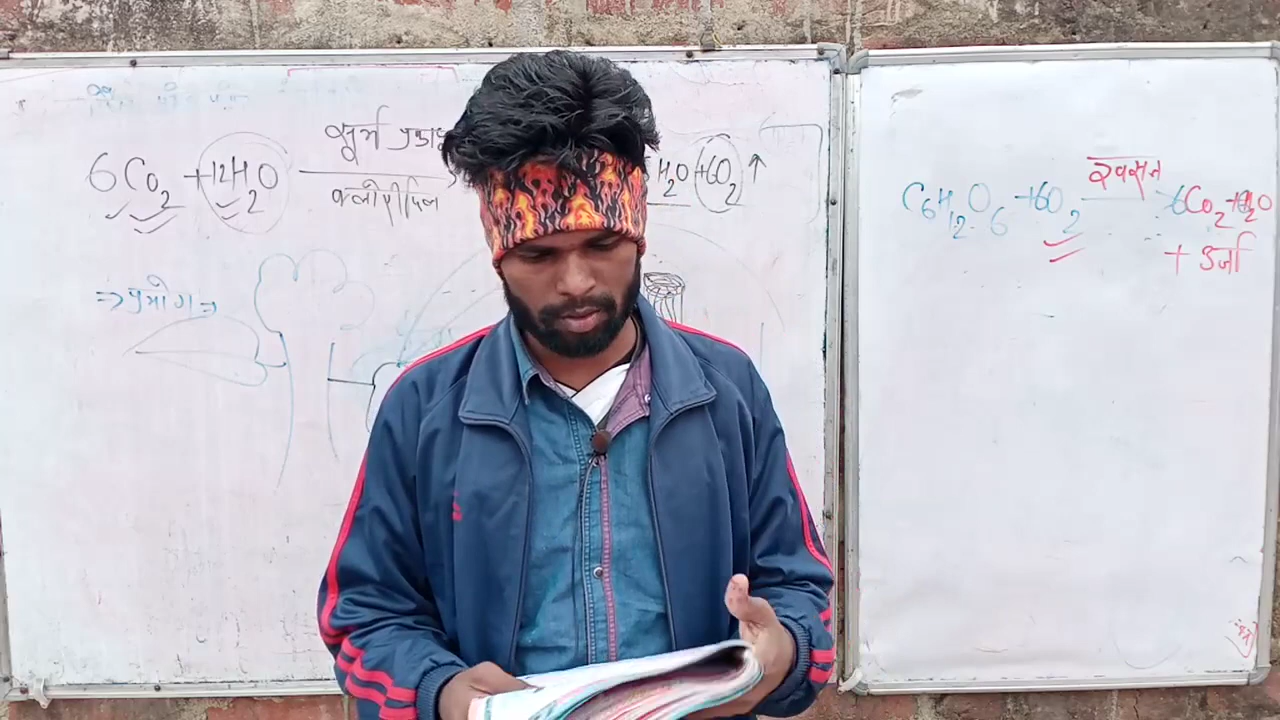 सूर्य प्रकाश
6CO₂ + 12H₂O
H₂O + 6O₂ ↑
क्लोरोफिल
⇒ प्रयोग →
श्वसन
C₆H₁₂O₆ + 6O₂ 6CO₂ + H₂O
+ ऊर्जा